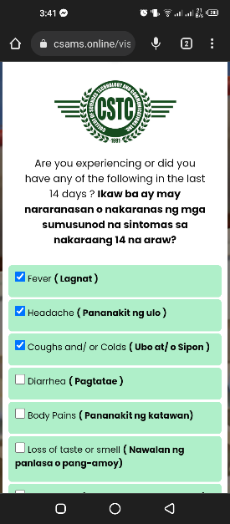 3:41
csams.online/vis
2
CSTC
Are you experiencing or did you
have any of the following in the last
14 days ? Ikaw ba ay may
nararanasan o nakaranas ng mga
sumusunod na sintomas sa
nakaraang 14 na araw?
Fever ( Lagnat )
Headache ( Pananakit ng ulo )
Coughs and/ or Colds ( Ubo at/ o Sipon )
Diarrhea ( Pagtatae )
Body Pains ( Pananakit ng katawan)
Loss of taste or smell ( Nawalan ng
panlasa o pang-amoy)